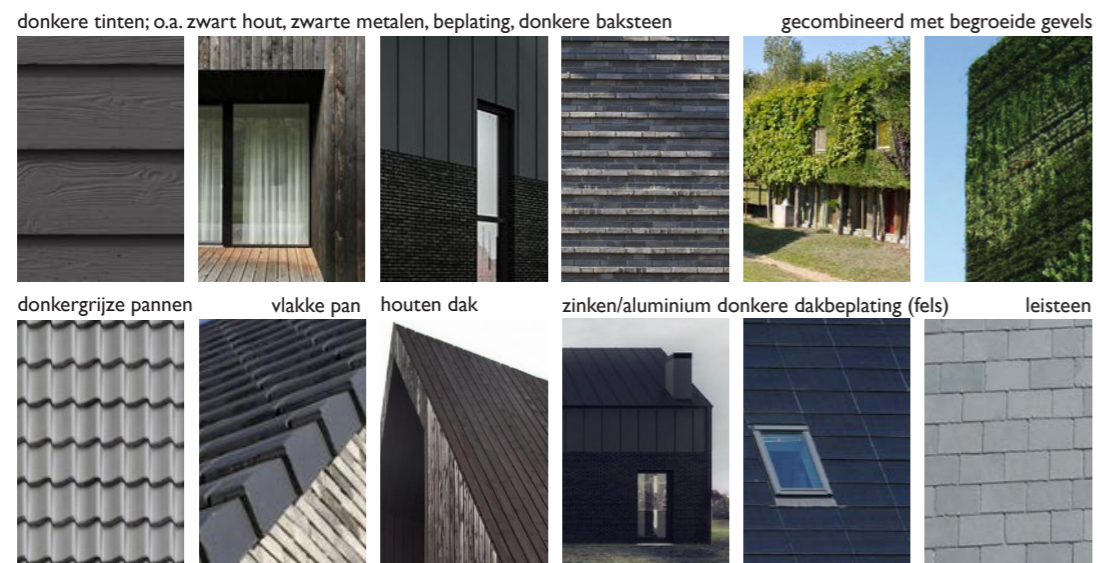 donkere tinten; o.a. zwart hout, zwarte metalen, beplating, donkere baksteen
gecombineerd met begroeide gevels
donkergrijze pannen
vlakke pan
houten dak
zinken/aluminium donkere dakbeplating (fels)
leisteen